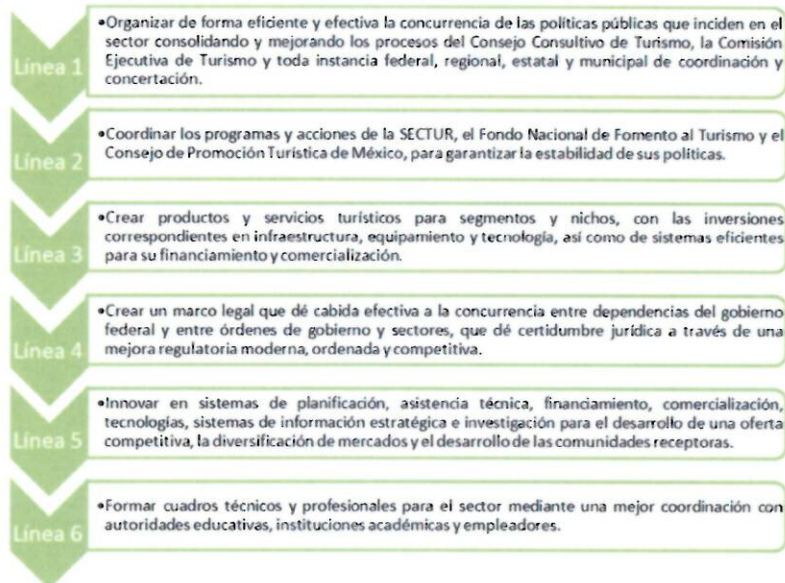 Línea 1
•Organizar de forma eficiente y efectiva la concurrencia de las políticas públicas que inciden en el
sector consolidando y mejorando los procesos del Consejo Consultivo de Turismo, la Comisión
Ejecutiva de Turismo y toda instancia federal, regional, estatal y municipal de coordinación y
concertación.
Línea 2
•Coordinar los programas y acciones de la SECTUR, el Fondo Nacional de Fomento al Turismo y el
Consejo de Promoción Turística de México, para garantizar la estabilidad de sus políticas.
Línea 3
•Crear productos y servicios turísticos para segmentos y nichos, con las inversiones
correspondientes en infraestructura, equipamiento y tecnología, así como de sistemas eficientes
para su financiamiento y comercialización.
Línea 4
•Crear un marco legal que dé cabida efectiva a la concurrencia entre dependencias del gobierno
federal y entre órdenes de gobierno y sectores, que dé certidumbre jurídica a través de una
mejora regulatoria moderna, ordenada y competitiva.
Línea 5
•Innovar en sistemas de planificación, asistencia técnica, financiamiento, comercialización,
tecnologías, sistemas de información estratégica e investigación para el desarrollo de una oferta
competitiva, la diversificación de mercados y el desarrollo de las comunidades receptoras.
Línea 6
•Formar cuadros técnicos y profesionales para el sector mediante una mejor coordinación con
autoridades educativas, instituciones académicas y empleadores.